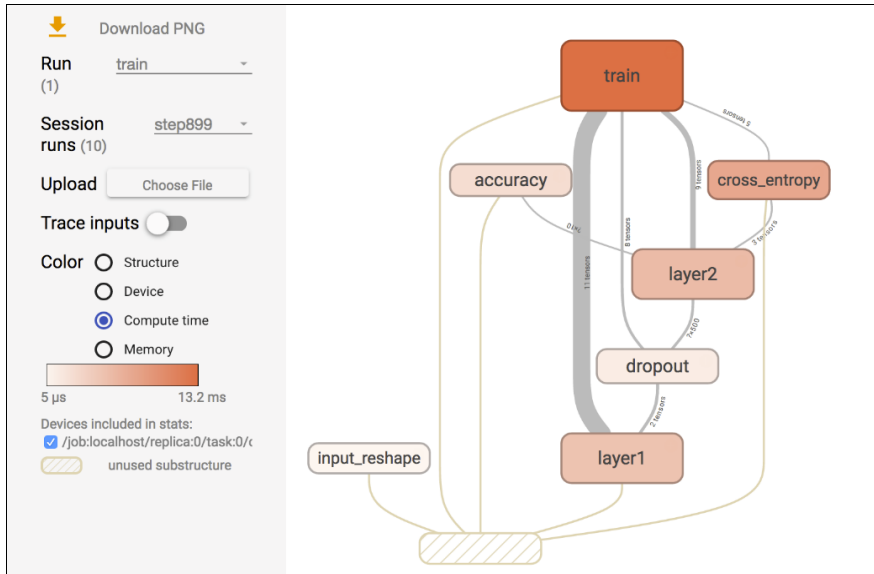 Download PNG
Run
(1)
train
Session
runs (10)
step899
Upload
Choose File
Trace inputs
Color
Structure
Device
Compute time
Memory
5 µs
13.2 ms
Devices included in stats:
/job:localhost/replica:0/task:0/c
unused substructure
train
5 tensors
accuracy
9 tensors
cross_entropy
?×10
8 tensors
3 tensors
11 tensors
layer2
?×500
dropout
2 tensors
input_reshape
layer1